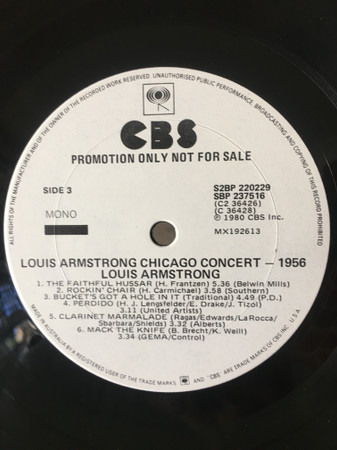 ALL RIGHTS OF THE MANUFACTURER AND OF THE OWNER OF THE RECORDED WORK RESERVED. UNAUTHORISED PUBLIC PERFORMANCE, BROADCASTING AND COPYING OF THIS RECORD PROHIBITED
CBS
PROMOTION ONLY NOT FOR SALE
SIDE 3
MONO
S2BP 220229
SBP 237516
(C2 36426)
(C 36428)
℗ 1980 CBS Inc.
MX192613
LOUIS ARMSTRONG CHICAGO CONCERT – 1956
LOUIS ARMSTRONG
1. THE FAITHFUL HUSSAR (H. Frantzen) 5.36 (Belwin Mills)
2. ROCKIN' CHAIR (H. Carmichael) 3.58 (Southern)
3. BUCKET'S GOT A HOLE IN IT (Traditional) 4.49 (P.D.)
4. PERDIDO (H. J. Lengsfelder/E. Drake/J. Tizol)
3.11 (United Artists)
5. CLARINET MARMALADE (Ragas/Edwards/LaRocca/
Sbarbara/Shields) 3.32 (Alberts)
6. MACK THE KNIFE (B. Brecht/K. Weill)
3.34 (GEMA/Control)
MADE IN AUSTRALIA BY A REGISTERED USER OF THE TRADE MARKS AND "CBS" ARE TRADE MARKS OF CBS INC. U.S.A.